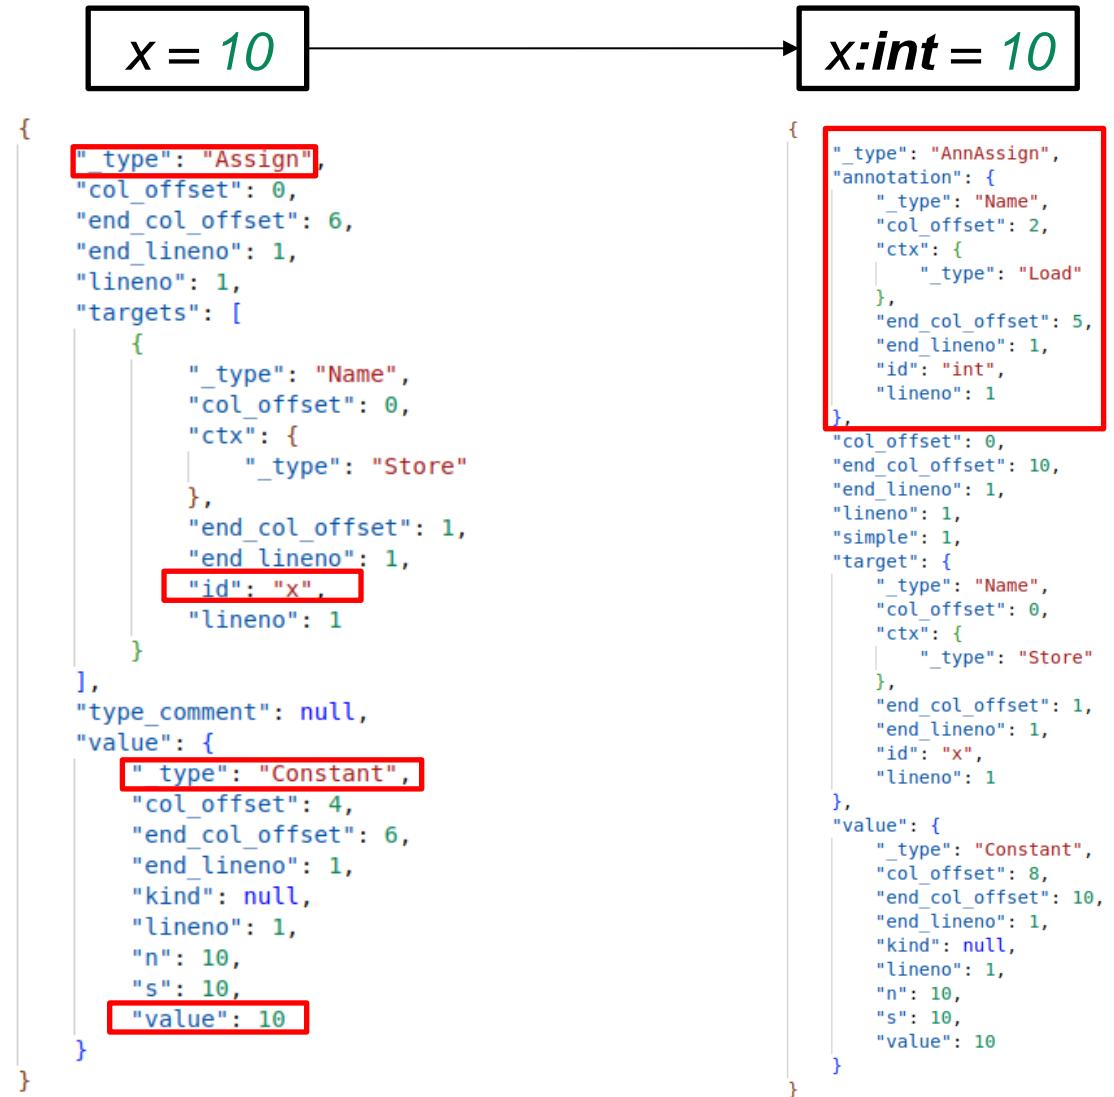 x = 10
x:int = 10
{
"_type": "Assign",
"col_offset": 0,
"end_col_offset": 6,
"end_lineno": 1,
"lineno": 1,
"targets": [
{
"_type": "Name",
"col_offset": 0,
"ctx": {
"_type": "Store"
},
"end_col_offset": 1,
"end_lineno": 1,
"id": "x",
"lineno": 1
}
],
"type_comment": null,
"value": {
"_type": "Constant",
"col_offset": 4,
"end_col_offset": 6,
"end_lineno": 1,
"kind": null,
"lineno": 1,
"n": 10,
"s": 10,
"value": 10
}
}
{
"_type": "AnnAssign",
"annotation": {
"_type": "Name",
"col_offset": 2,
"ctx": {
"_type": "Load"
},
"end_col_offset": 5,
"end_lineno": 1,
"id": "int",
"lineno": 1
},
"col_offset": 0,
"end_col_offset": 10,
"end_lineno": 1,
"lineno": 1,
"simple": 1,
"target": {
"_type": "Name",
"col_offset": 0,
"ctx": {
"_type": "Store"
},
"end_col_offset": 1,
"end_lineno": 1,
"id": "x",
"lineno": 1
},
"value": {
"_type": "Constant",
"col_offset": 8,
"end_col_offset": 10,
"end_lineno": 1,
"kind": null,
"lineno": 1,
"n": 10,
"s": 10,
"value": 10
}
}